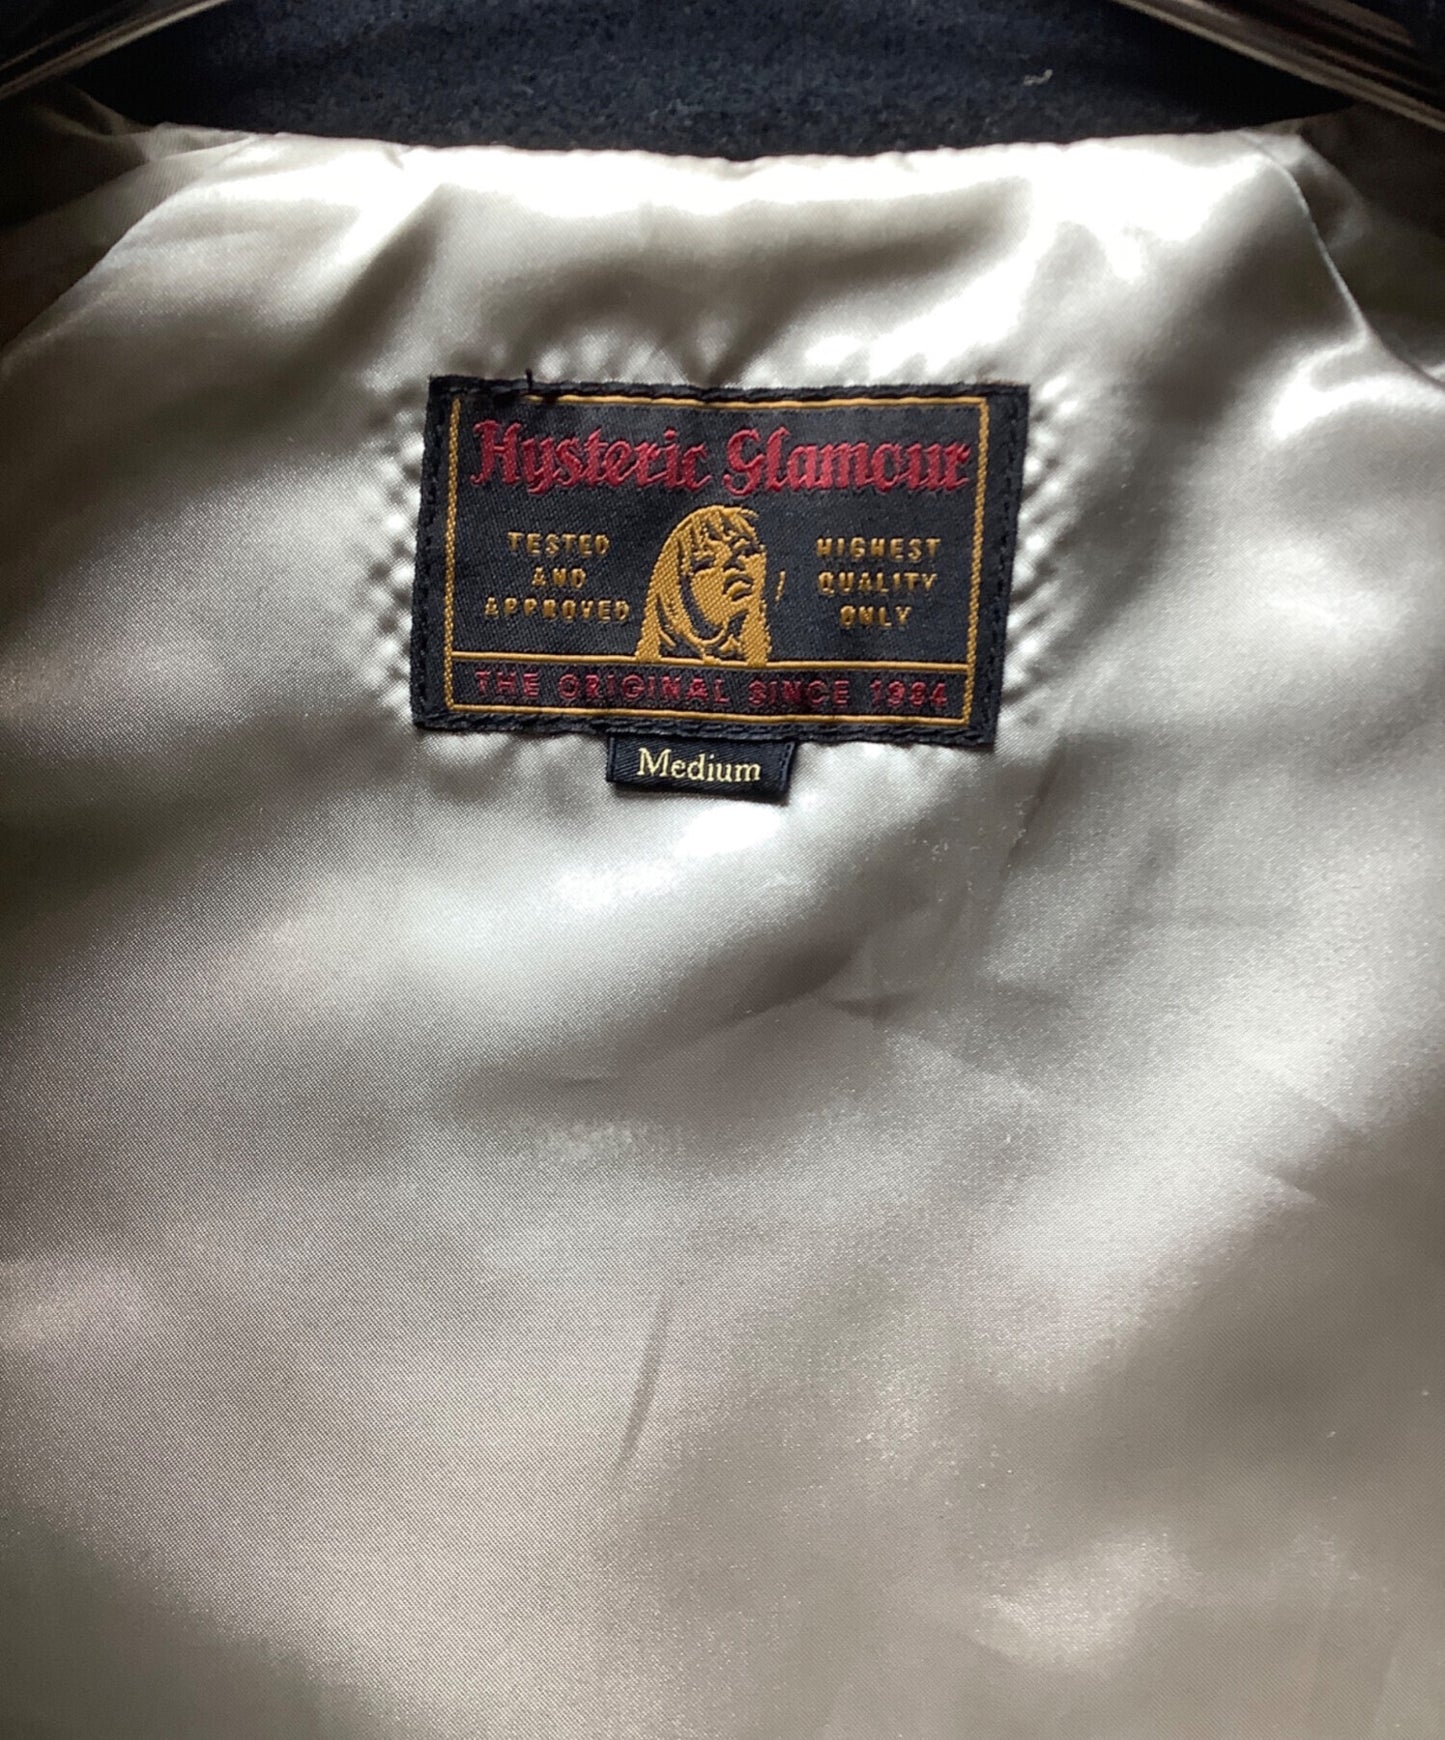 Hysteric Glamour
TESTED
AND
APPROVED
HIGHEST
QUALITY
ONLY
THE ORIGINAL SINCE 1984
Medium